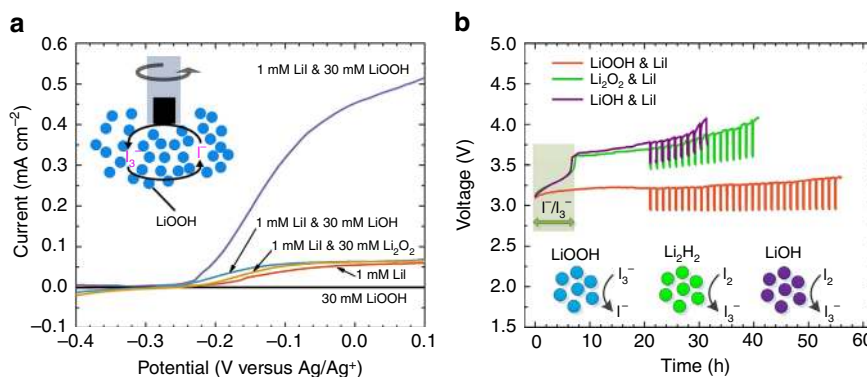 a
0.6
0.5
0.4
0.3
0.2
0.1
0.0
–0.1
Current (mA cm⁻²)
–0.4
–0.3
–0.2
–0.1
0.0
0.1
Potential (V versus Ag/Ag⁺)
1 mM LiI & 30 mM LiOOH
I₃⁻
I⁻
LiOOH
1 mM LiI & 30 mM LiOH
1 mM LiI & 30 mM Li₂O₂
1 mM LiI
30 mM LiOOH
b
5.0
4.5
4.0
3.5
3.0
2.5
2.0
1.5
Voltage (V)
0
10
20
30
40
50
60
Time (h)
LiOOH & LiI
Li₂O₂ & LiI
LiOH & LiI
I⁻/I₃⁻
LiOOH
I₃⁻
I⁻
Li₂H₂
I₂
I₃⁻
LiOH
I₂
I₃⁻